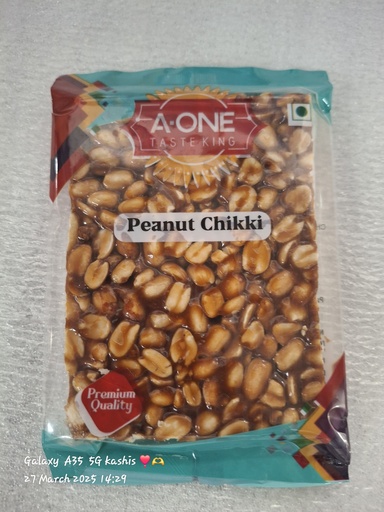 A-ONE
TASTE KING
Peanut Chikki
Premium
Quality
Galaxy A35 5G kashis ❤️🫶
27 March 2025 14:29